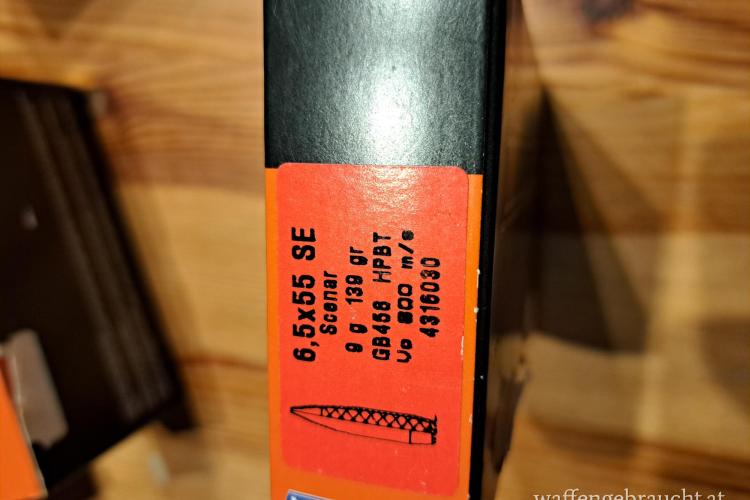 6,5x55 SE
Scenar
9 g 139 gr
GB458 HPBT
Vo 800 m/s
4316030
waffengebraucht.at